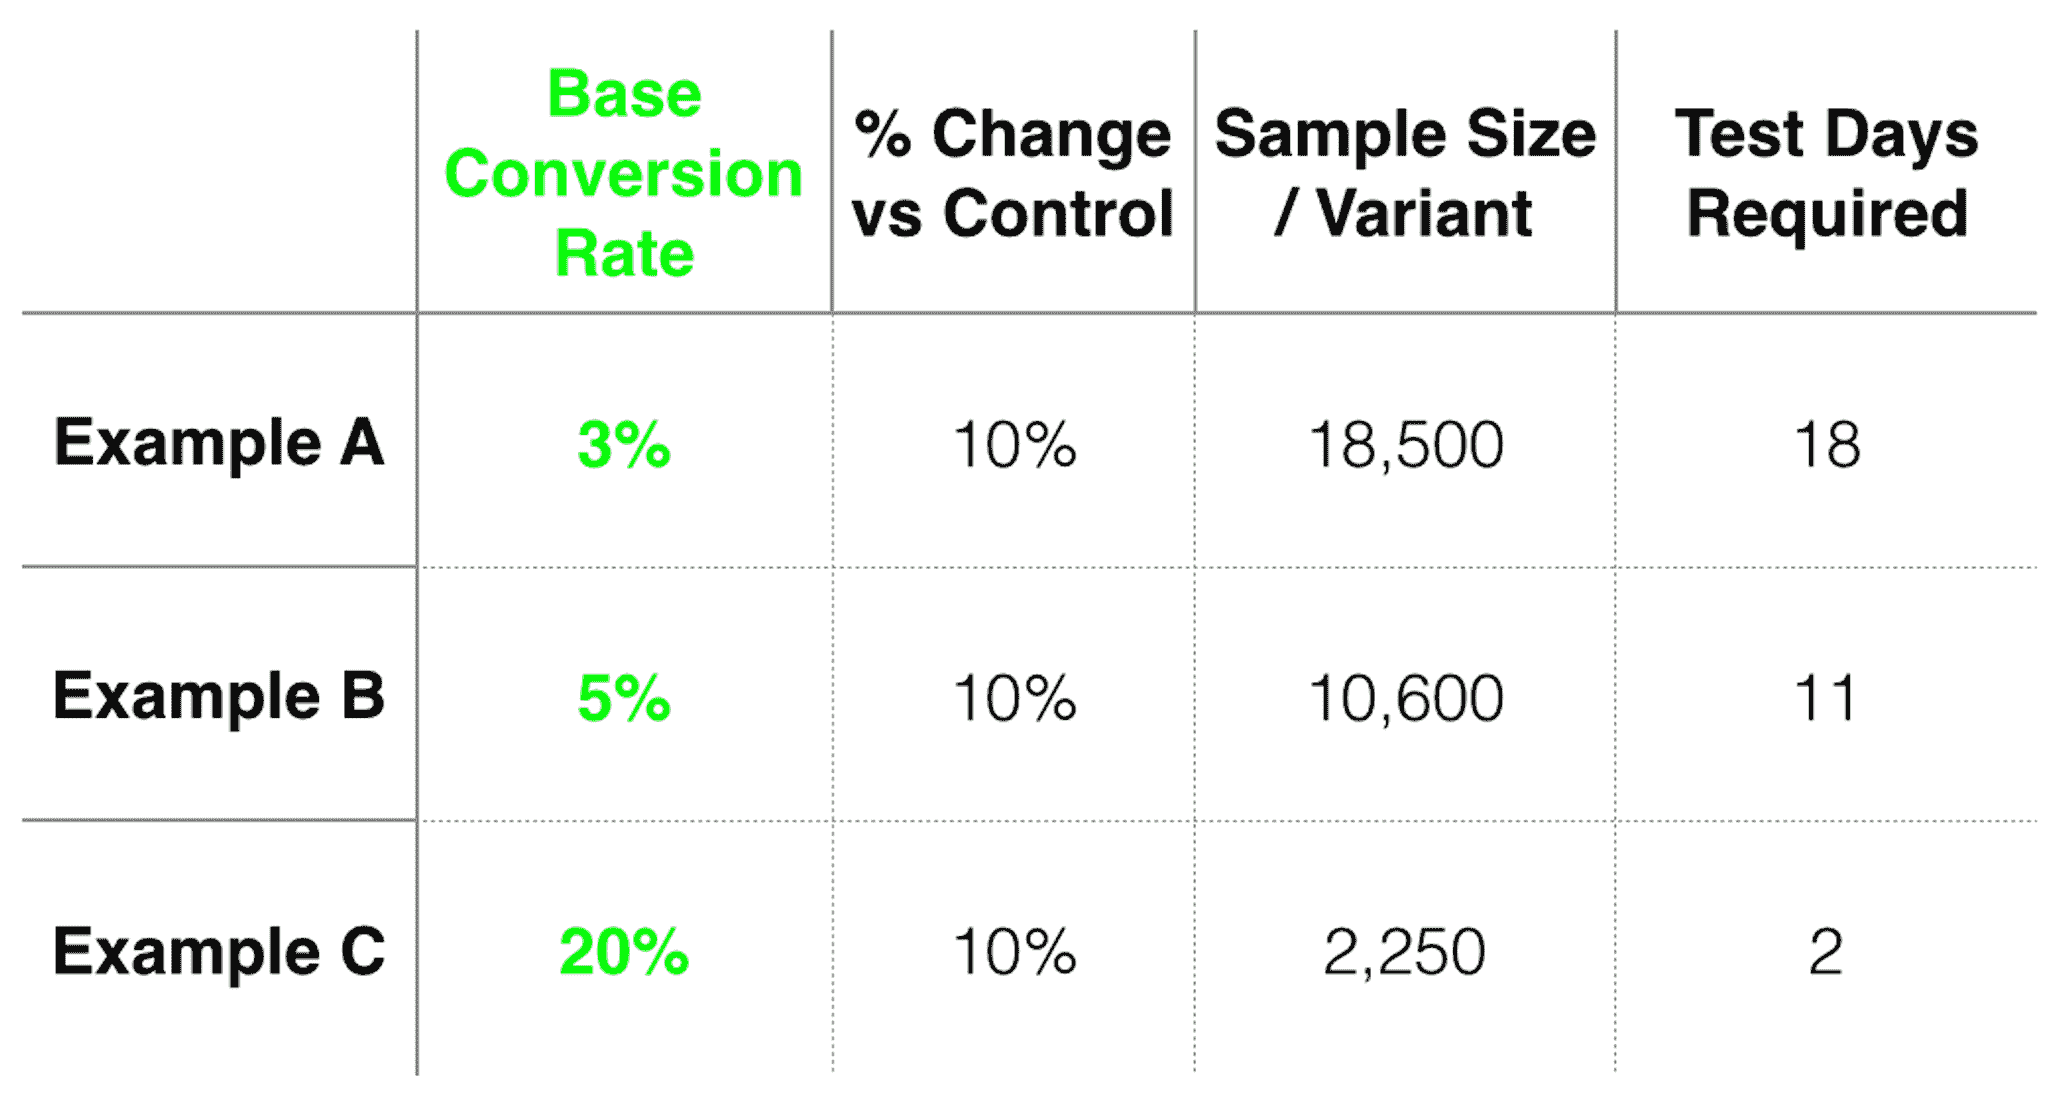 Base
Conversion
Rate
% Change
vs Control
Sample Size
/ Variant
Test Days
Required
Example A
3%
10%
18,500
18
Example B
5%
10%
10,600
11
Example C
20%
10%
2,250
2